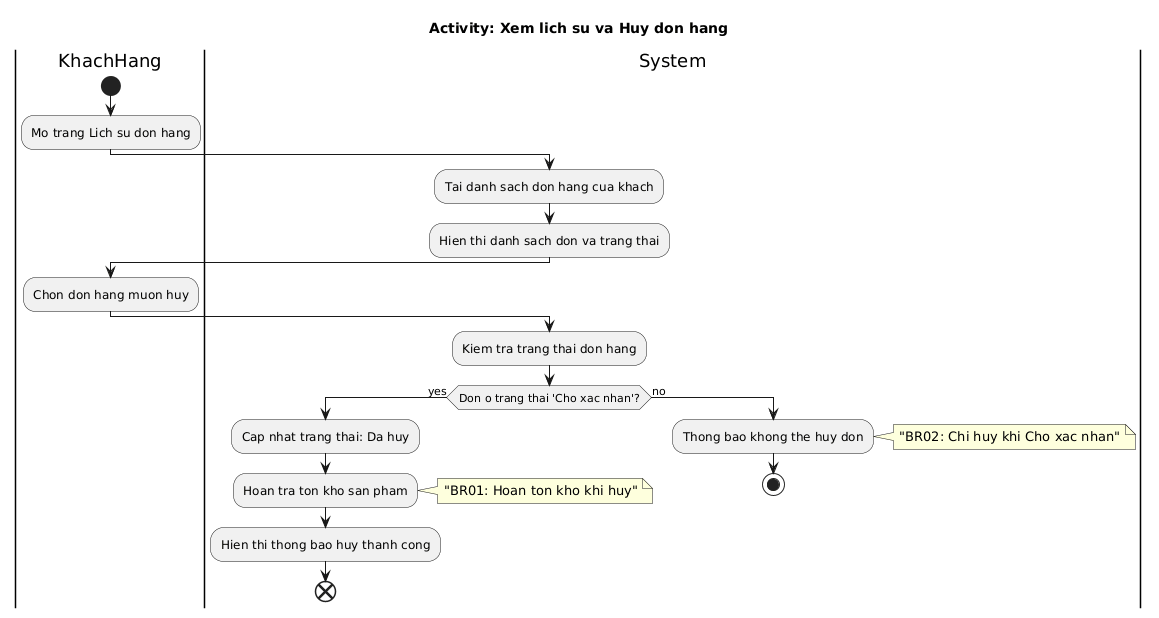 Activity: Xem lich su va Huy don hang
KhachHang
System
Mo trang Lich su don hang
Tai danh sach don hang cua khach
Hien thi danh sach don va trang thai
Chon don hang muon huy
Kiem tra trang thai don hang
Don o trang thai 'Cho xac nhan'?
yes
no
Cap nhat trang thai: Da huy
Thong bao khong the huy don
"BR02: Chi huy khi Cho xac nhan"
Hoan tra ton kho san pham
"BR01: Hoan ton kho khi huy"
Hien thi thong bao huy thanh cong